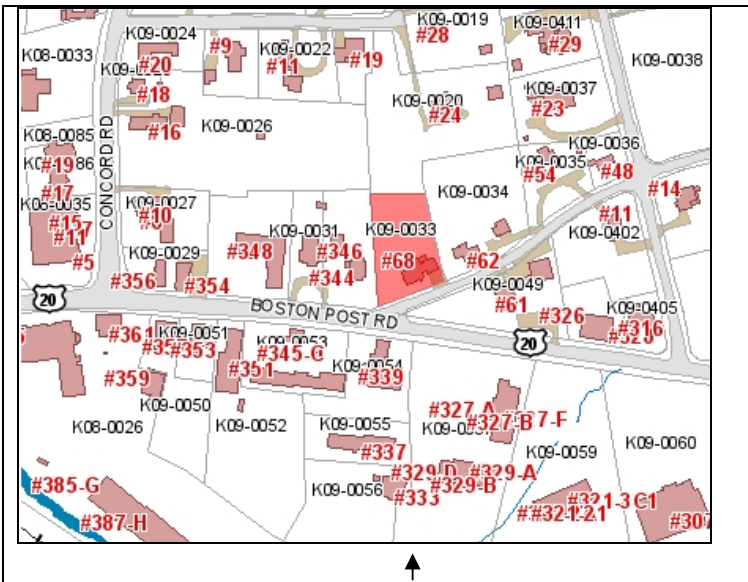 K09-0019
K09-0411
K09-0024
#9
K09-0022
#28
#29
K08-0033
#20
#11
#19
K09-0038
#18
K09-0020
K09-0037
#24
#23
#16
K09-0026
K08-0085
K09-0036
#19
K09-0035
#48
#17
#54
#14
K09-0034
CONCORD RD
K09-0027
#10
#15
#11
K09-0031
K09-0033
#11
K09-0402
#5
K09-0029
#348
#346
#68
#62
#356
#354
#344
K09-0049
20
#61
#326
K09-0405
#316
BOSTON POST RD
20
#361
K09-0051
#353
K09-0053
#345-C
K09-0054
#351
#339
#359
K09-0050
K08-0026
K09-0052
K09-0055
#327-A
#327-B
#337
K09-0059
K09-0060
#329-D
#329-A
#329-B
#385-G
K09-0056
#333
#321-3C1
#387-H
#307